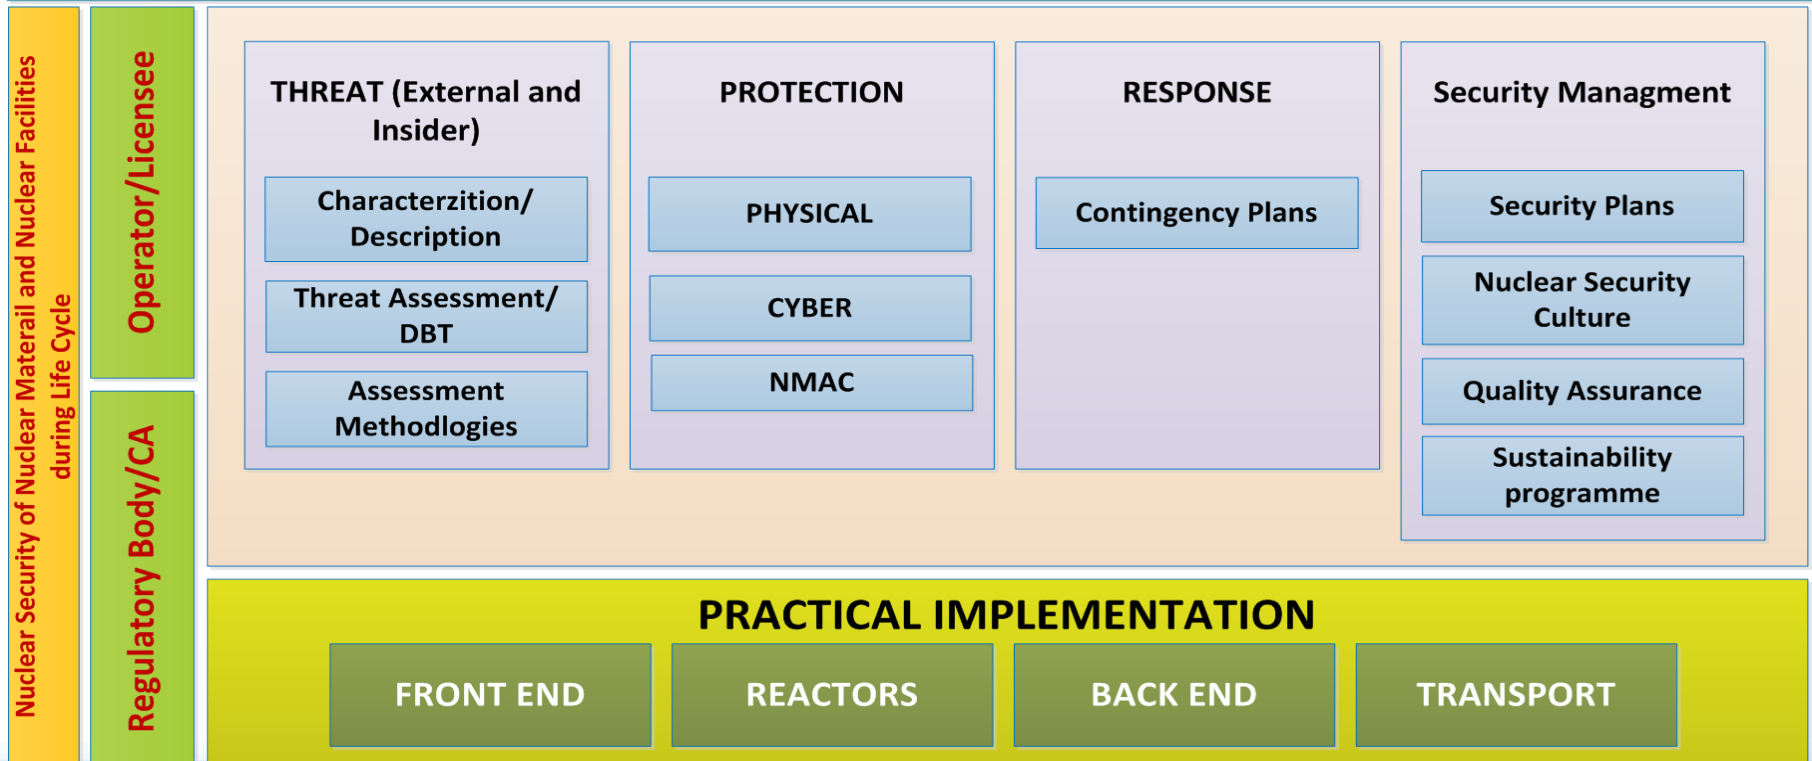 Nuclear Security of Nuclear Materail and Nuclear Facilities
during Life Cycle
Operator/Licensee
Regulatory Body/CA
THREAT (External and
Insider)
Characterzition/
Description
Threat Assessment/
DBT
Assessment
Methodlogies
PROTECTION
PHYSICAL
CYBER
NMAC
RESPONSE
Contingency Plans
Security Managment
Security Plans
Nuclear Security
Culture
Quality Assurance
Sustainability
programme
PRACTICAL IMPLEMENTATION
FRONT END
REACTORS
BACK END
TRANSPORT